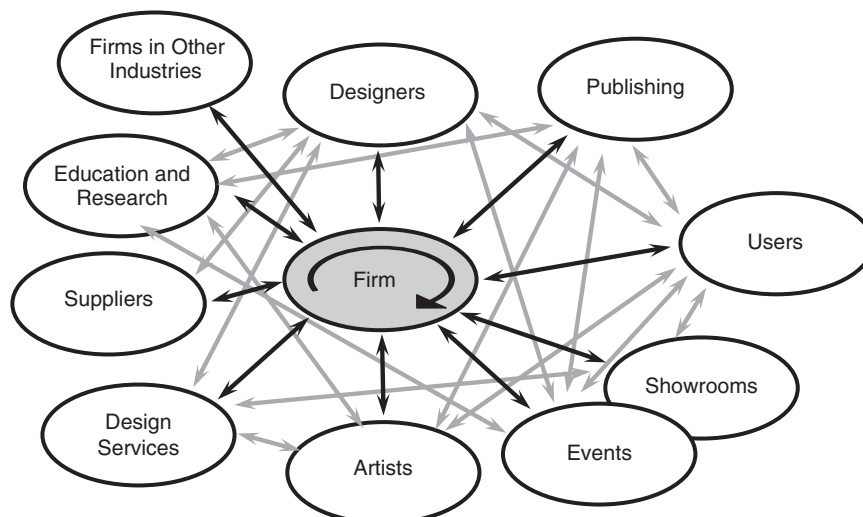 Firms in Other
Industries
Designers
Publishing
Education and
Research
Users
Firm
Suppliers
Showrooms
Design
Services
Artists
Events